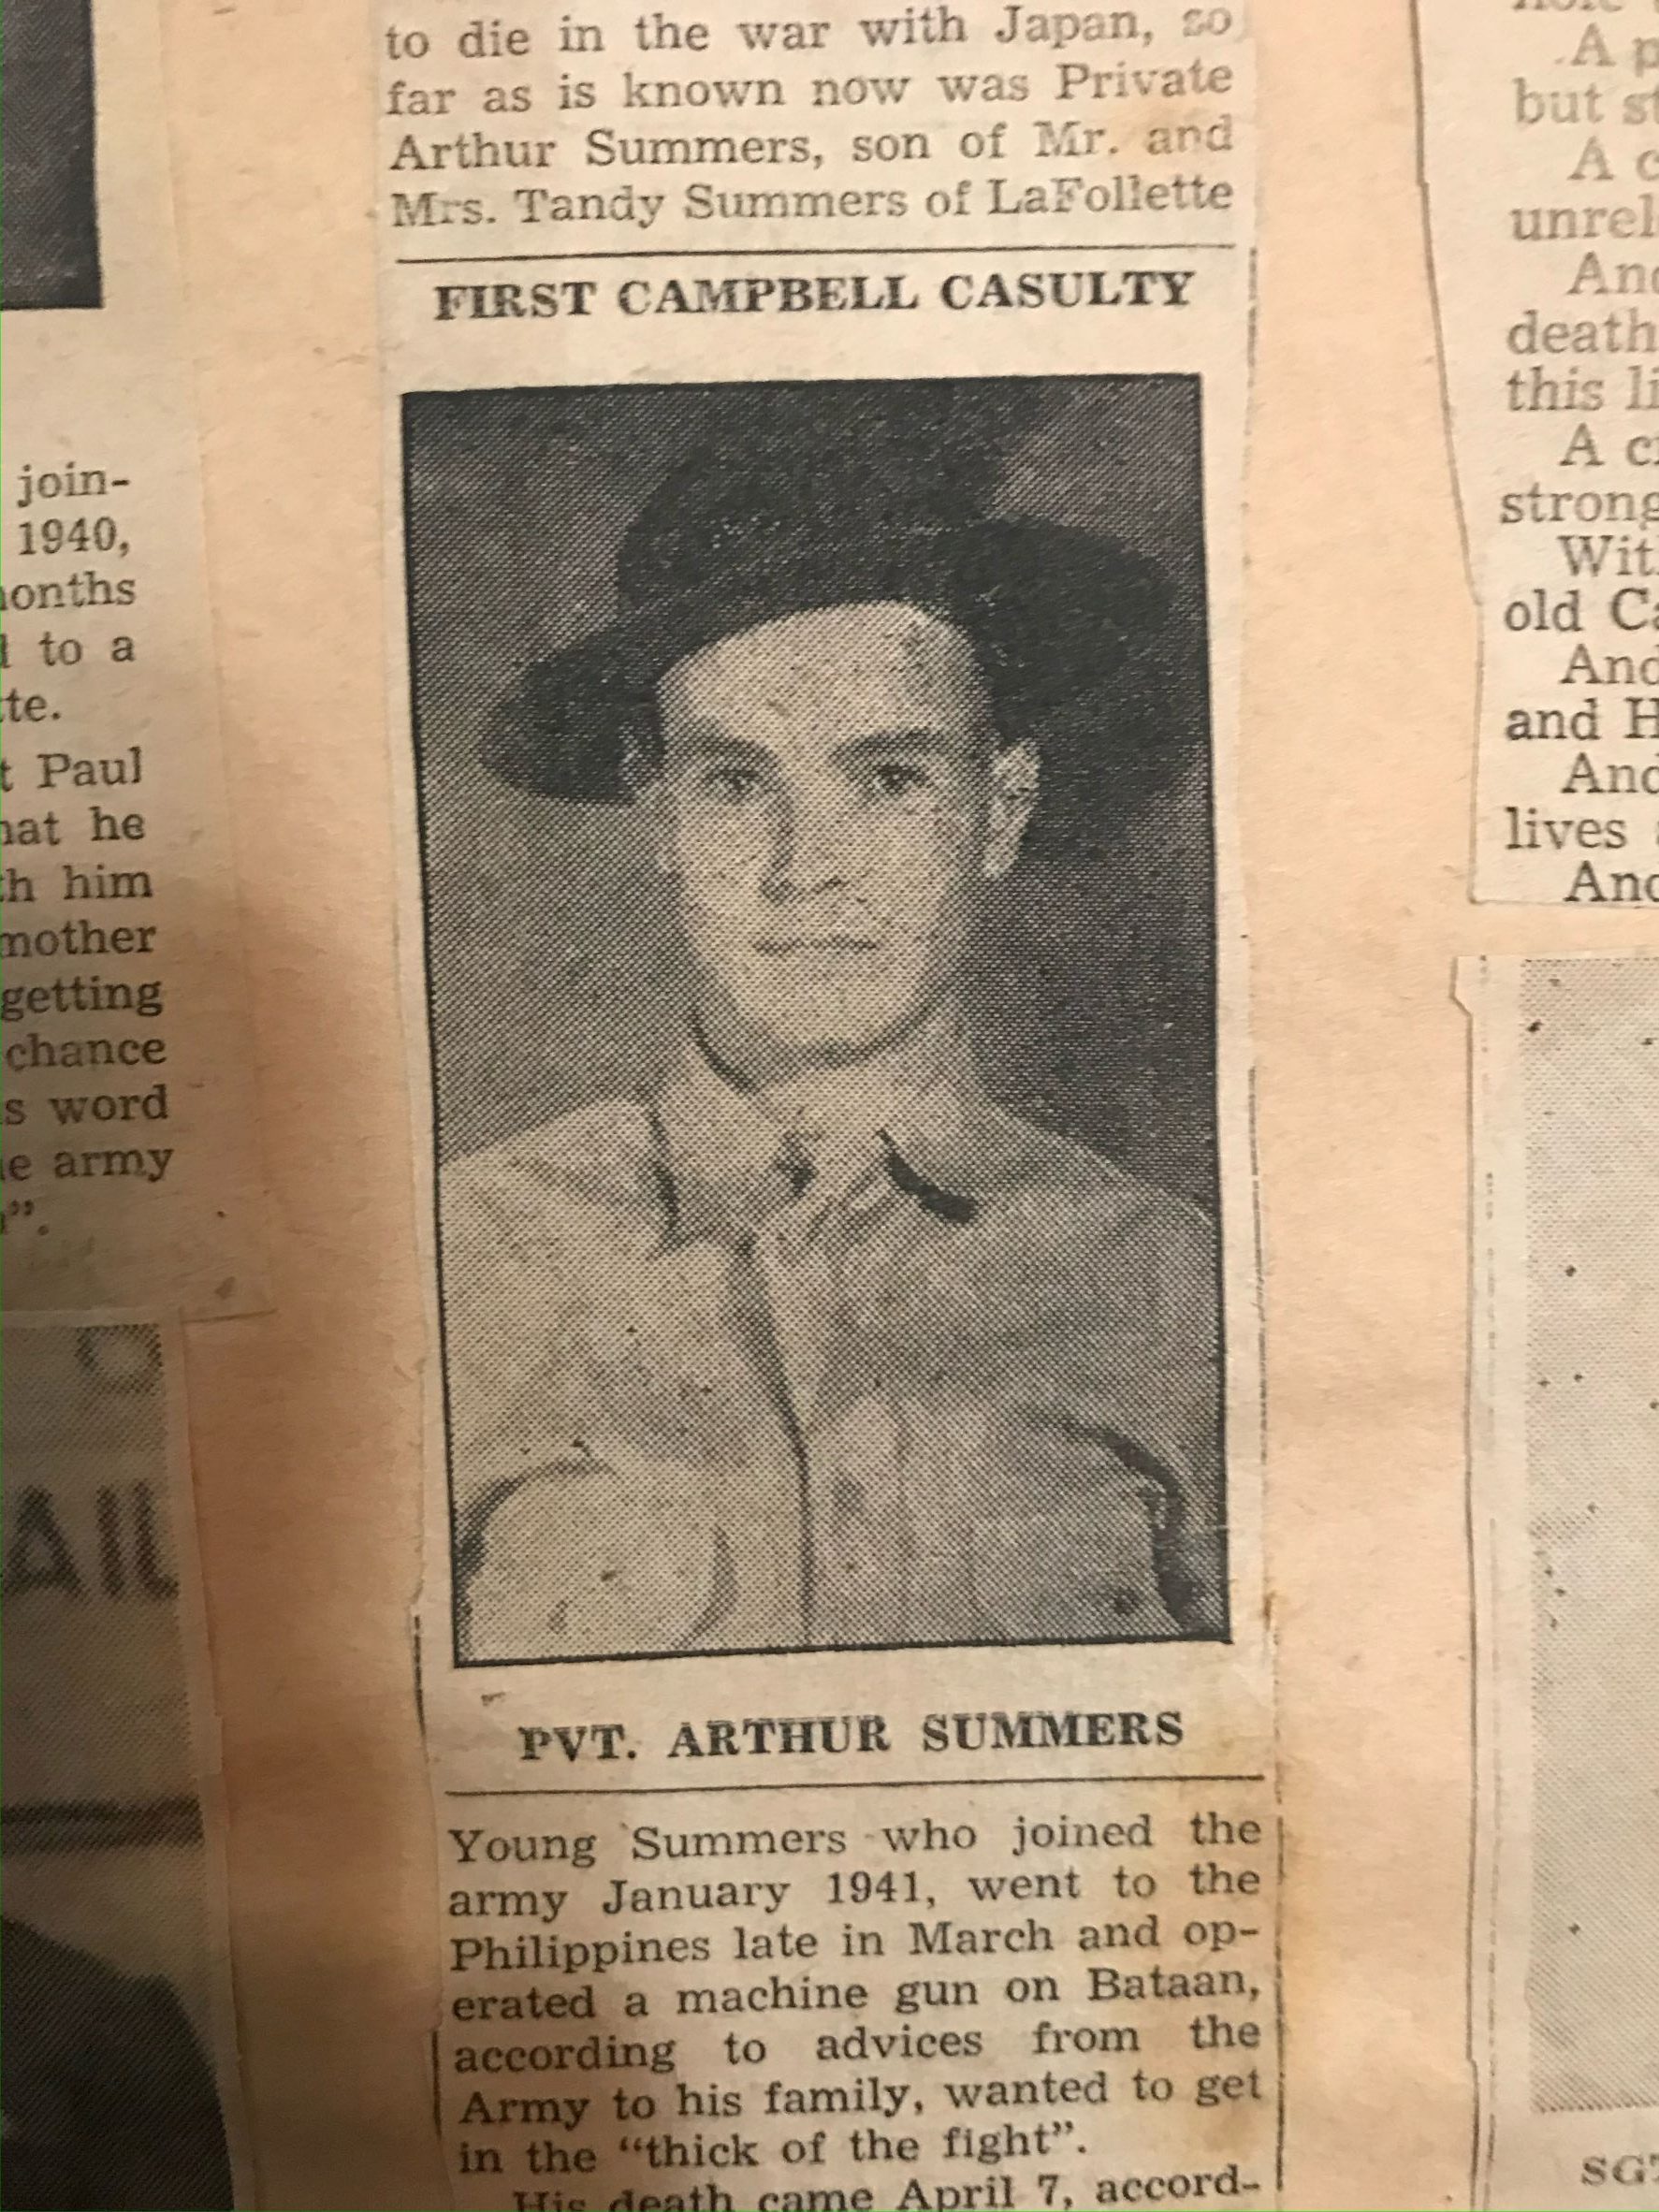 join-
1940,
to a
Paul
he
him
mother
getting
chance
word
army
to die in the war with Japan, so
far as is known now was Private
Arthur Summers, son of Mr. and
Mrs. Tandy Summers of LaFollette
FIRST CAMPBELL CASULTY
PVT. ARTHUR SUMMERS
Young Summers who joined the
army January 1941, went to the
Philippines late in March and op-
erated a machine gun on Bataan,
according to advices from the
Army to his family, wanted to get
in the "thick of the fight".
His death came April 7, accord-
A
but
A
death
this
A
strong
old
and
lives